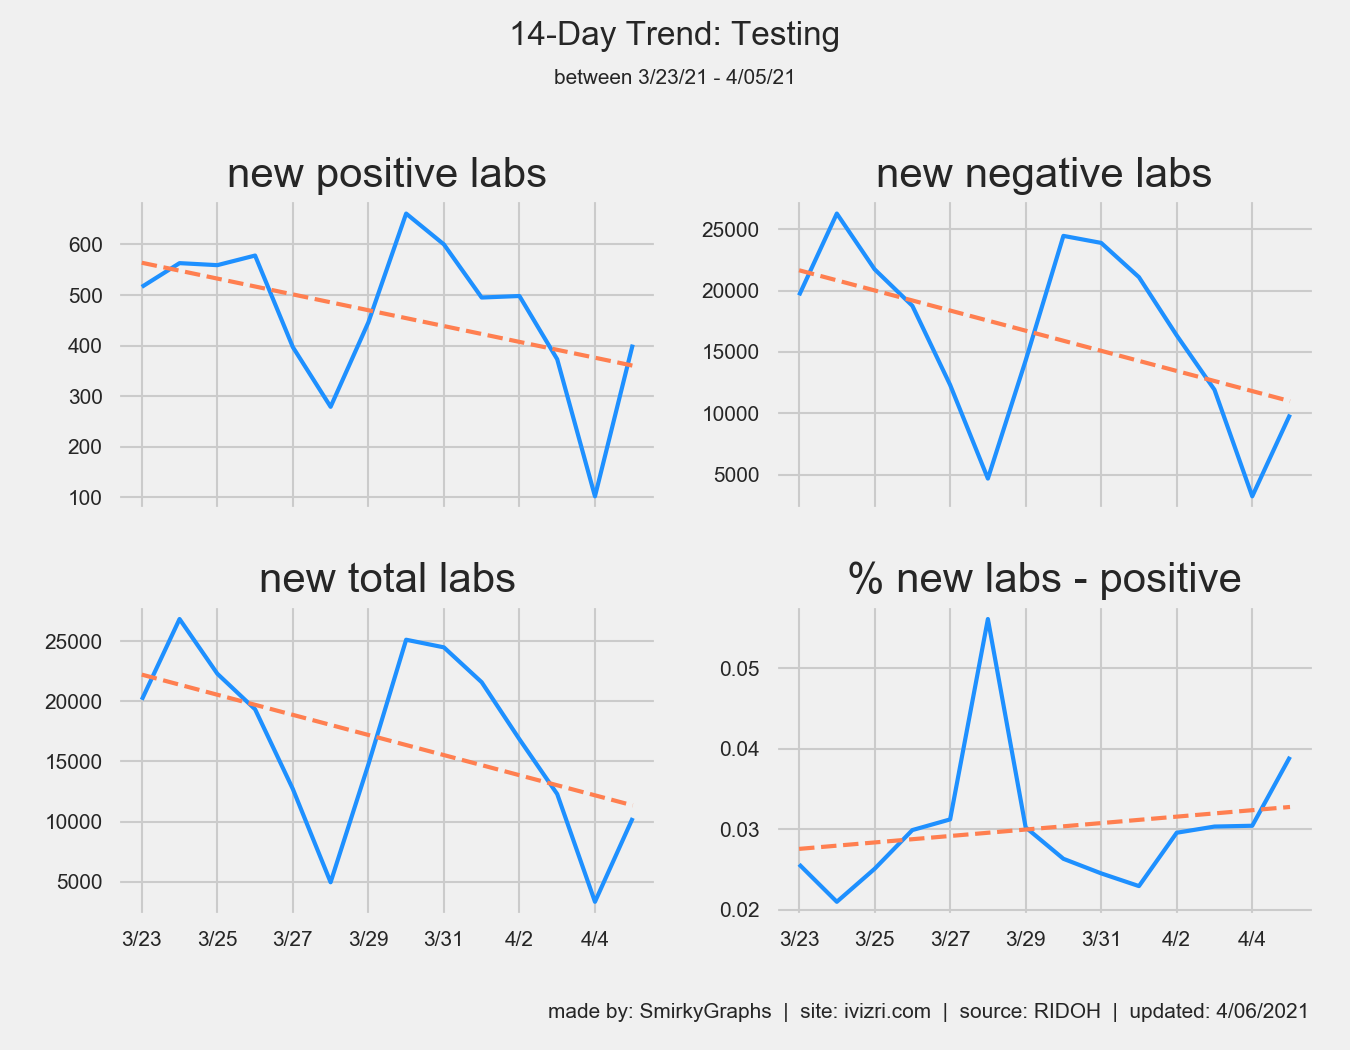 14-Day Trend: Testing
between 3/23/21 - 4/05/21
new positive labs
600
500
400
300
200
100
new negative labs
25000
20000
15000
10000
5000
new total labs
25000
20000
15000
10000
5000
3/23 3/25 3/27 3/29 3/31 4/2 4/4
% new labs - positive
0.05
0.04
0.03
0.02
3/23 3/25 3/27 3/29 3/31 4/2 4/4
made by: SmirkyGraphs | site: ivizri.com | source: RIDOH | updated: 4/06/2021